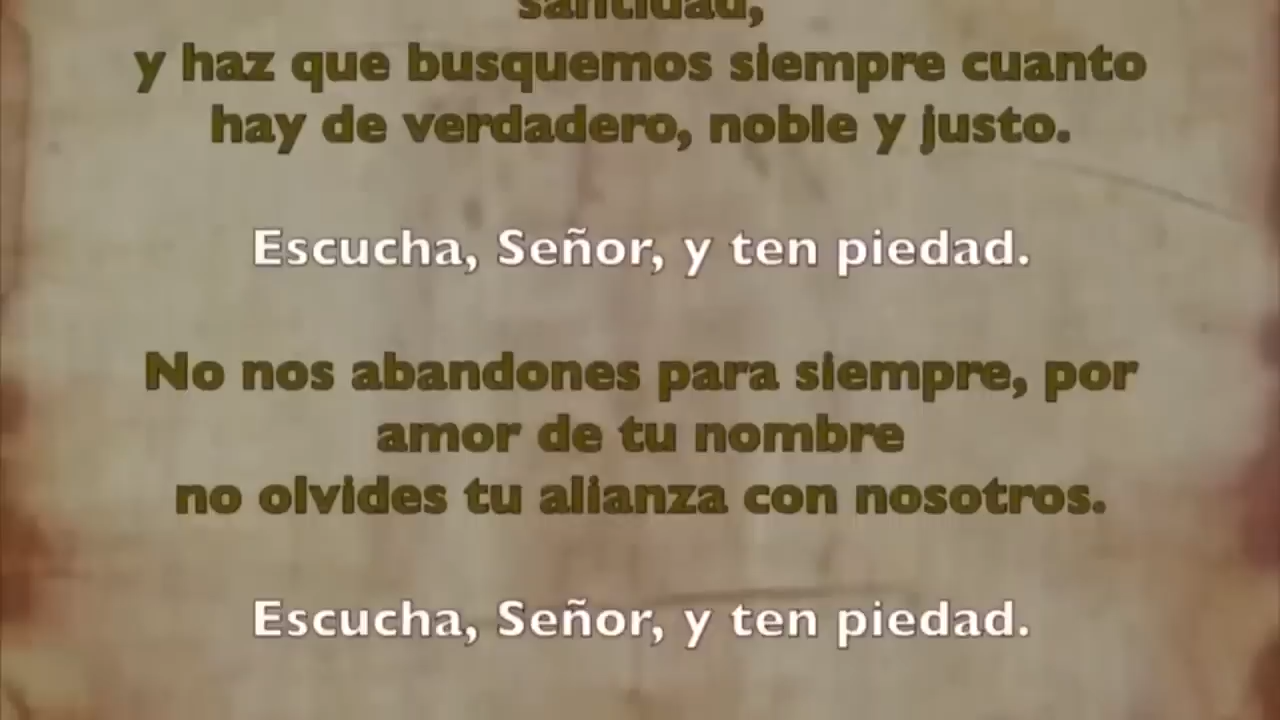 santidad,
y haz que busquemos siempre cuanto
hay de verdadero, noble y justo.
Escucha, Señor, y ten piedad.
No nos abandones para siempre, por
amor de tu nombre
no olvides tu alianza con nosotros.
Escucha, Señor, y ten piedad.